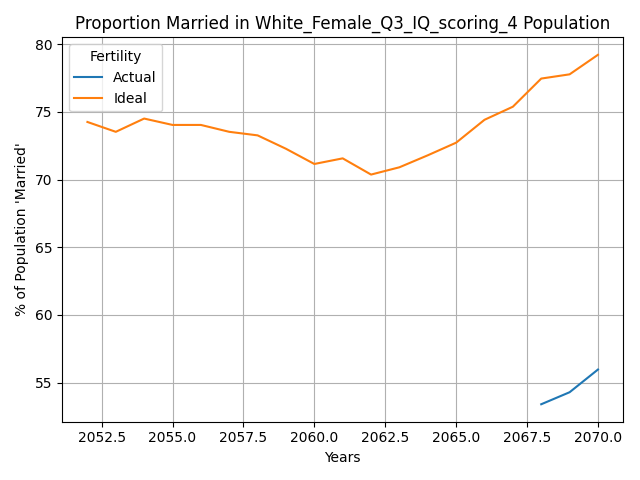 Proportion Married in White_Female_Q3_IQ_scoring_4 Population
Fertility
Actual
Ideal
80
75
70
65
60
55
% of Population 'Married'
2052.5 2055.0 2057.5 2060.0 2062.5 2065.0 2067.5 2070.0
Years